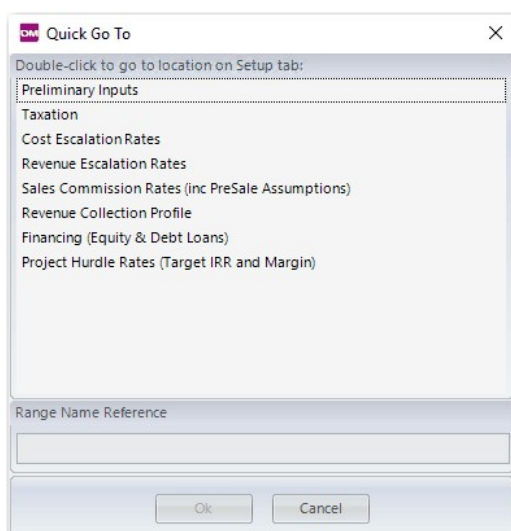 DM Quick Go To
Double-click to go to location on Setup tab:
Preliminary Inputs
Taxation
Cost Escalation Rates
Revenue Escalation Rates
Sales Commission Rates (inc PreSale Assumptions)
Revenue Collection Profile
Financing (Equity & Debt Loans)
Project Hurdle Rates (Target IRR and Margin)
Range Name Reference
Ok Cancel